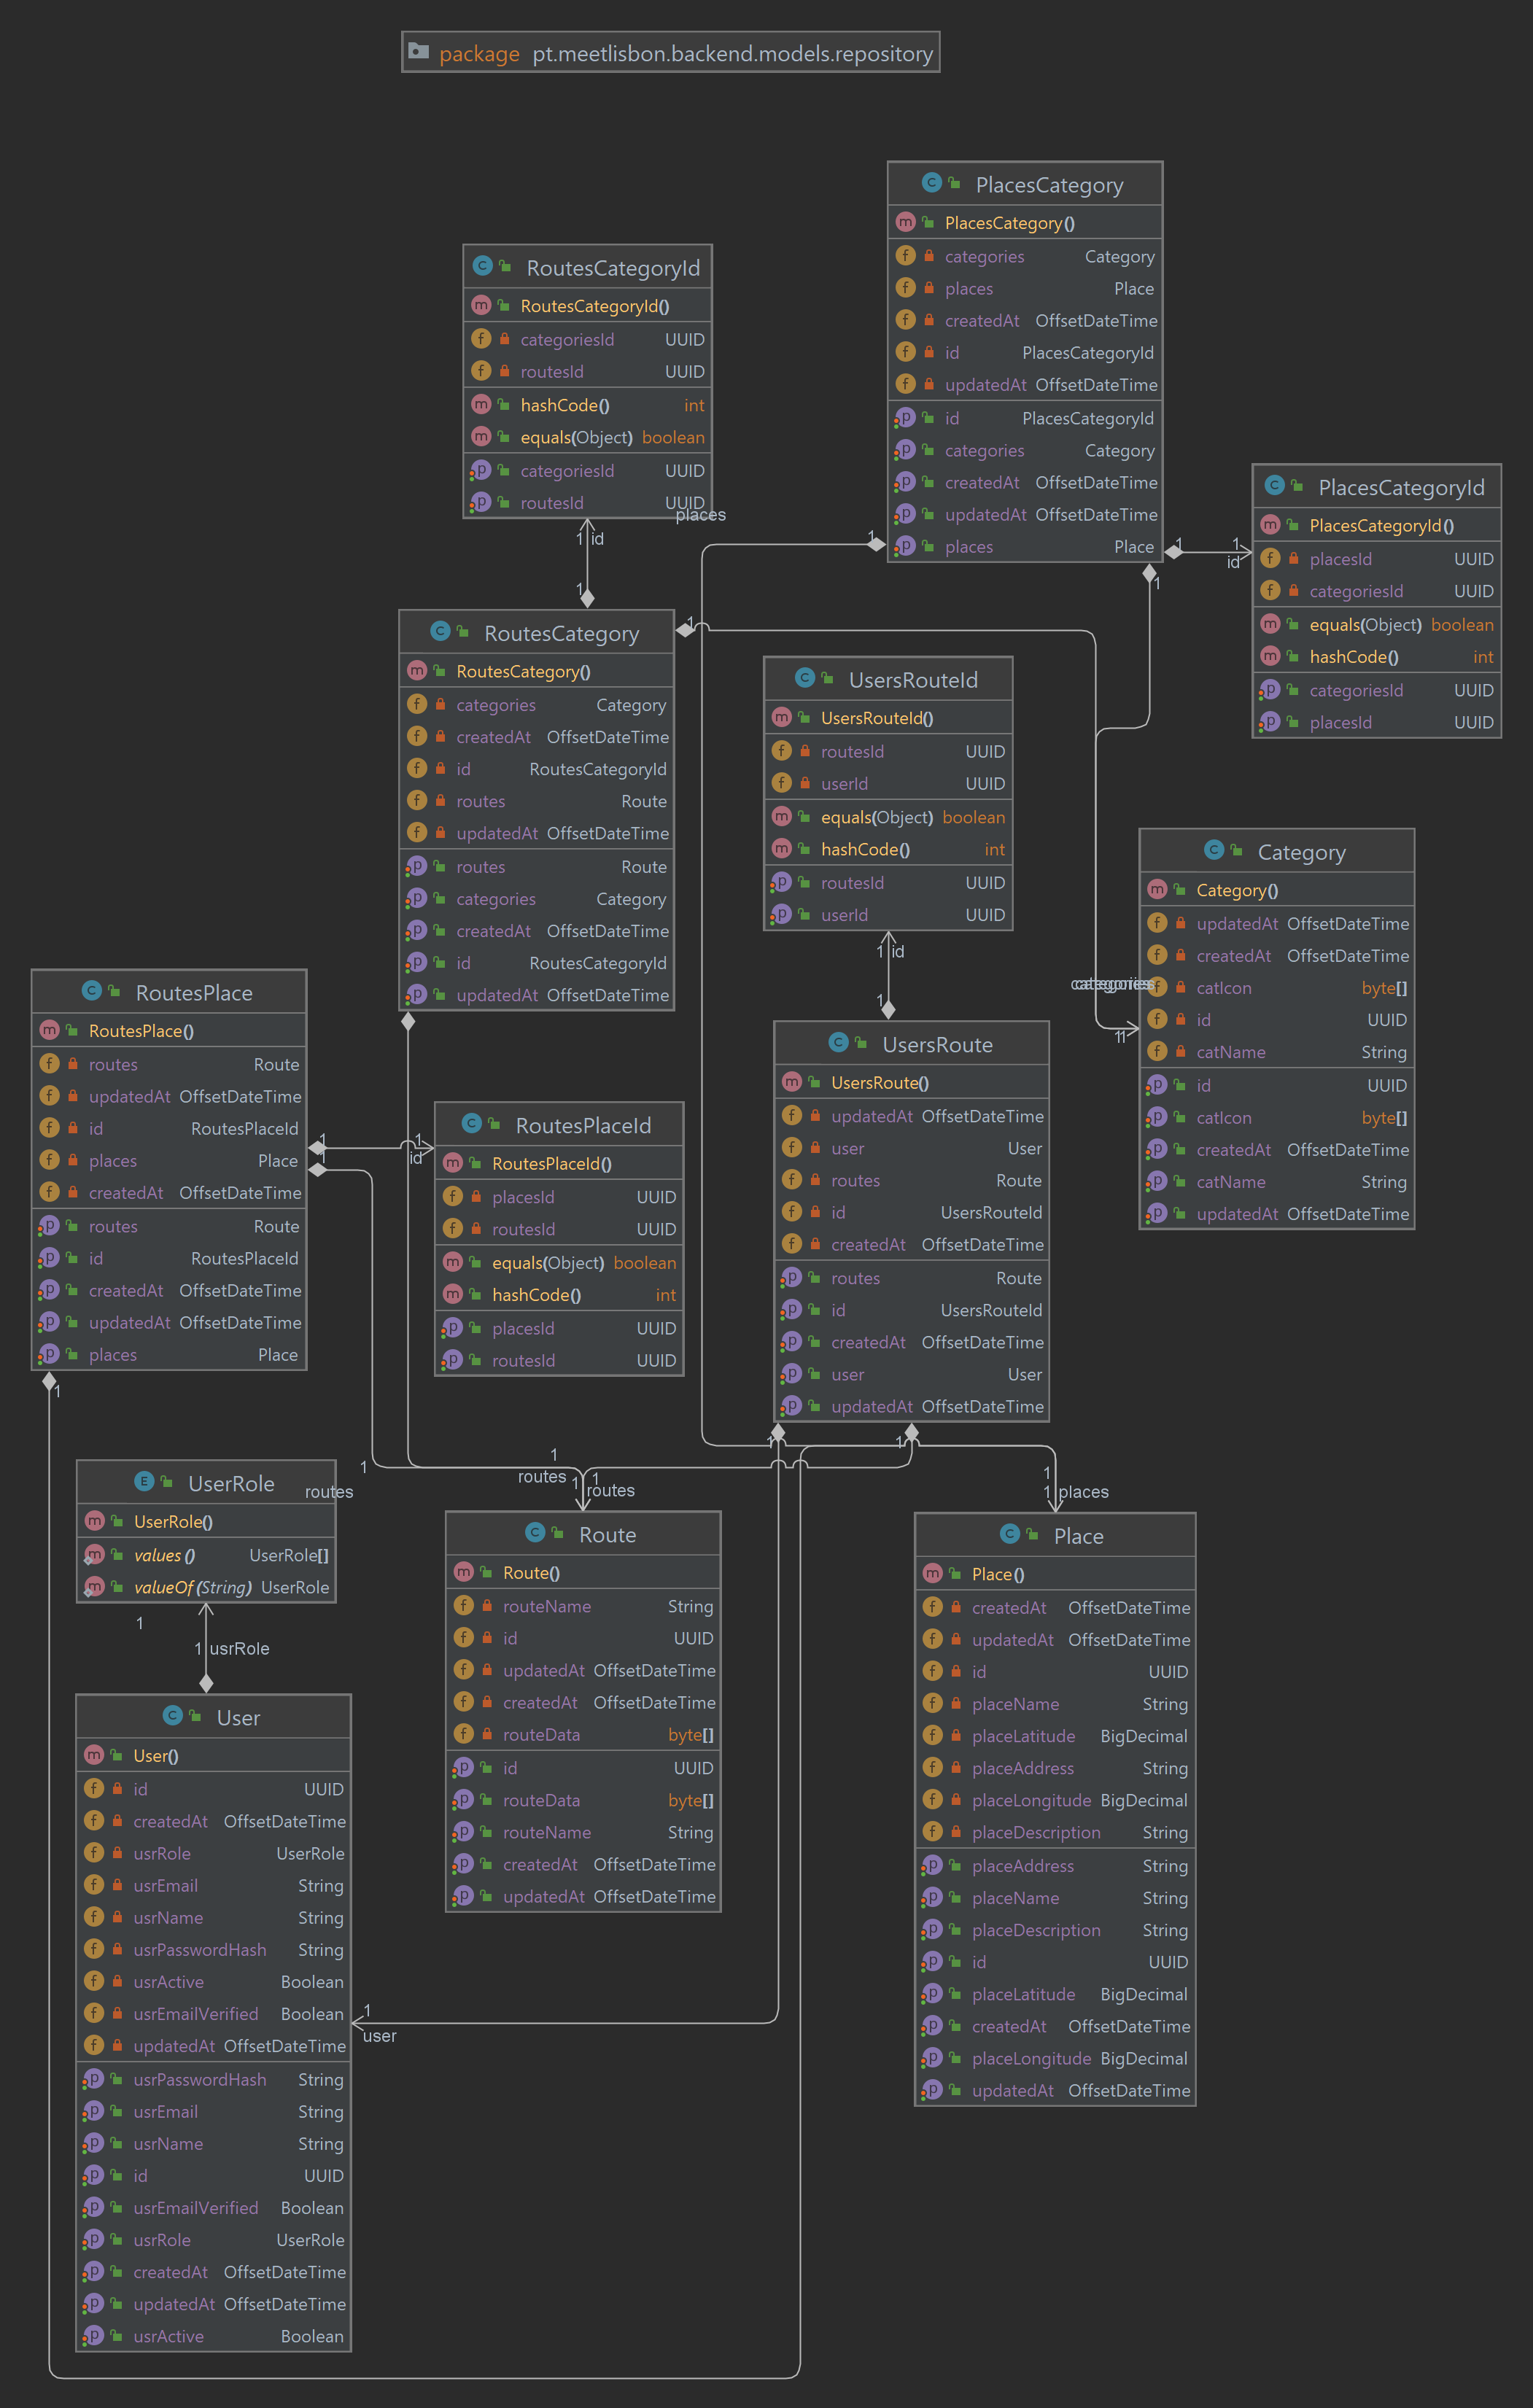 package pt.meetlisbon.backend.models.repository
PlacesCategory
PlacesCategory()
categories Category
places Place
createdAt OffsetDateTime
id PlacesCategoryId
updatedAt OffsetDateTime
id PlacesCategoryId
categories Category
createdAt OffsetDateTime
updatedAt OffsetDateTime
places Place
RoutesCategoryId
RoutesCategoryId()
categoriesId UUID
routesId UUID
hashCode() int
equals(Object) boolean
categoriesId UUID
routesId UUID
places
1 id
1
1
1 1
id
1
1
PlacesCategoryId
PlacesCategoryId()
placesId UUID
categoriesId UUID
equals(Object) boolean
hashCode() int
categoriesId UUID
placesId UUID
RoutesCategory
RoutesCategory()
categories Category
createdAt OffsetDateTime
id RoutesCategoryId
routes Route
updatedAt OffsetDateTime
routes Route
categories Category
createdAt OffsetDateTime
id RoutesCategoryId
updatedAt OffsetDateTime
UsersRouteId
UsersRouteId()
routesId UUID
userId UUID
equals(Object) boolean
hashCode() int
routesId UUID
userId UUID
1 id
1
Category
Category()
updatedAt OffsetDateTime
createdAt OffsetDateTime
catIcon byte[]
id UUID
catName String
id UUID
catIcon byte[]
createdAt OffsetDateTime
catName String
updatedAt OffsetDateTime
categories
categories
1
1
RoutesPlace
RoutesPlace()
routes Route
updatedAt OffsetDateTime
id RoutesPlaceId
places Place
createdAt OffsetDateTime
routes Route
id RoutesPlaceId
createdAt OffsetDateTime
updatedAt OffsetDateTime
places Place
1
1
1
id
1
RoutesPlaceId
RoutesPlaceId()
placesId UUID
routesId UUID
equals(Object) boolean
hashCode() int
placesId UUID
routesId UUID
UsersRoute
UsersRoute()
updatedAt OffsetDateTime
user User
routes Route
id UsersRouteId
createdAt OffsetDateTime
routes Route
id UsersRouteId
createdAt OffsetDateTime
user User
updatedAt OffsetDateTime
1
1
1
1
routes
1 1
routes
routes
1
1 places
UserRole
UserRole()
values() UserRole[]
valueOf(String) UserRole
1
1 usrRole
Route
Route()
routeName String
id UUID
updatedAt OffsetDateTime
createdAt OffsetDateTime
routeData byte[]
id UUID
routeData byte[]
routeName String
createdAt OffsetDateTime
updatedAt OffsetDateTime
Place
Place()
createdAt OffsetDateTime
updatedAt OffsetDateTime
id UUID
placeName String
placeLatitude BigDecimal
placeAddress String
placeLongitude BigDecimal
placeDescription String
placeAddress String
placeName String
placeDescription String
id UUID
placeLatitude BigDecimal
createdAt OffsetDateTime
placeLongitude BigDecimal
updatedAt OffsetDateTime
User
User()
id UUID
createdAt OffsetDateTime
usrRole UserRole
usrEmail String
usrName String
usrPasswordHash String
usrActive Boolean
usrEmailVerified Boolean
updatedAt OffsetDateTime
usrPasswordHash String
usrEmail String
usrName String
id UUID
usrEmailVerified Boolean
usrRole UserRole
createdAt OffsetDateTime
updatedAt OffsetDateTime
usrActive Boolean
1
user